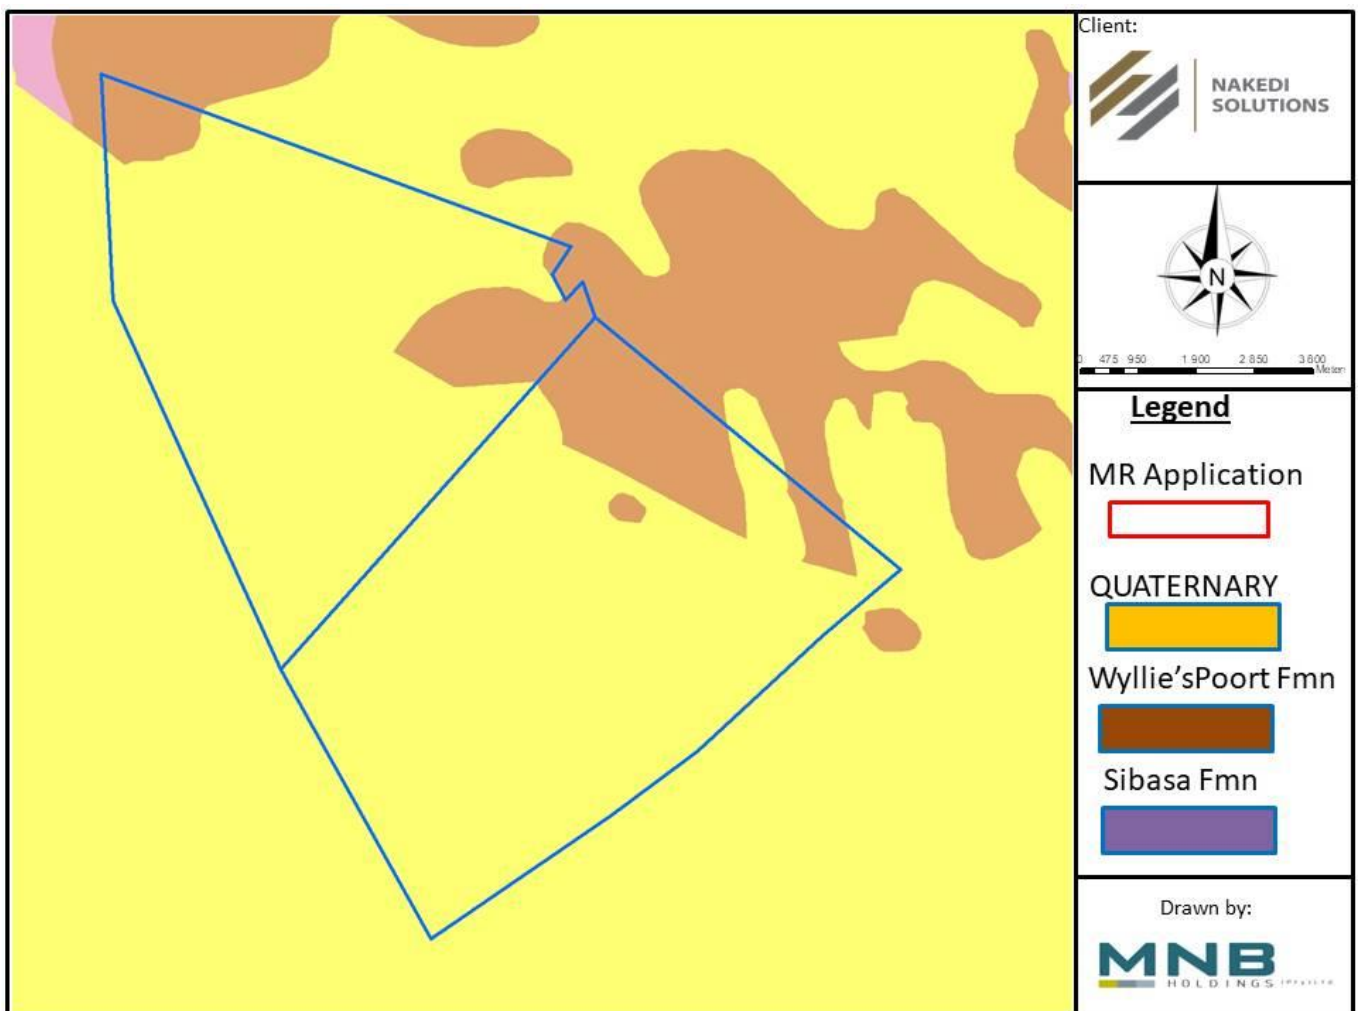 Client:
NAKEDI
SOLUTIONS
N
0 475 950 1 900 2 850 3 800
Meters
Legend
MR Application
QUATERNARY
Wyllie'sPoort Fmn
Sibasa Fmn
Drawn by:
MNB
HOLDINGS